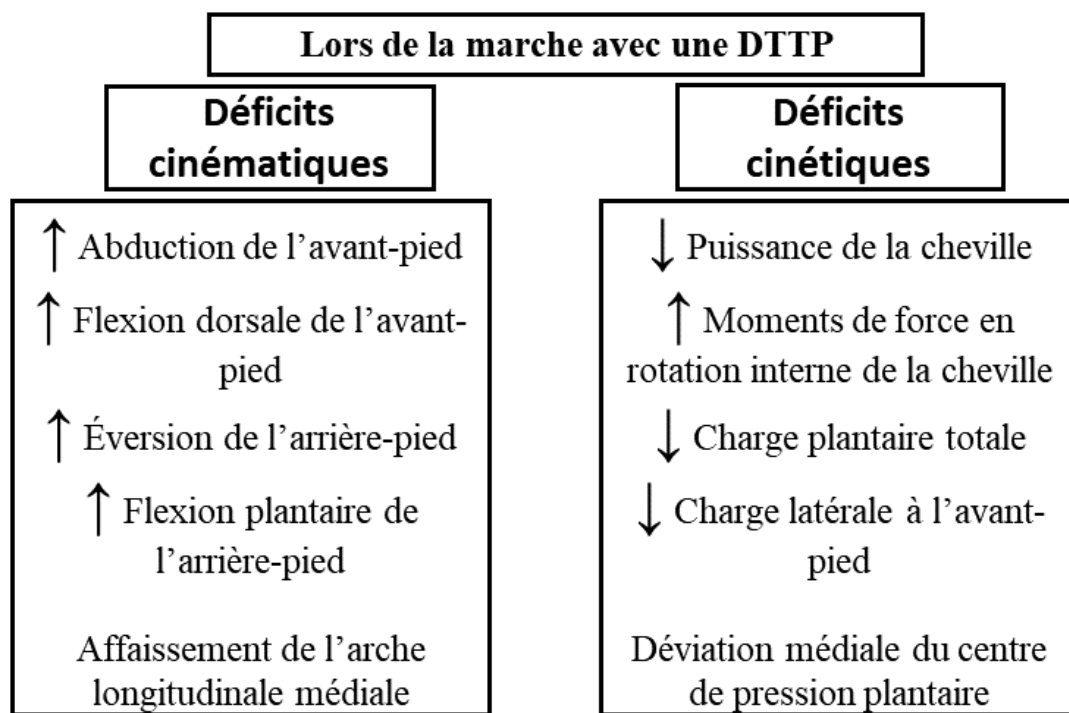 Lors de la marche avec une DTTP
Déficits
cinématiques
↑ Abduction de l’avant-pied
↑ Flexion dorsale de l’avant-
pied
↑ Éversion de l’arrière-pied
↑ Flexion plantaire de
l’arrière-pied
Affaissement de l’arche
longitudinale médiale
Déficits
cinétiques
↓ Puissance de la cheville
↑ Moments de force en
rotation interne de la cheville
↓ Charge plantaire totale
↓ Charge latérale à l’avant-
pied
Déviation médiale du centre
de pression plantaire